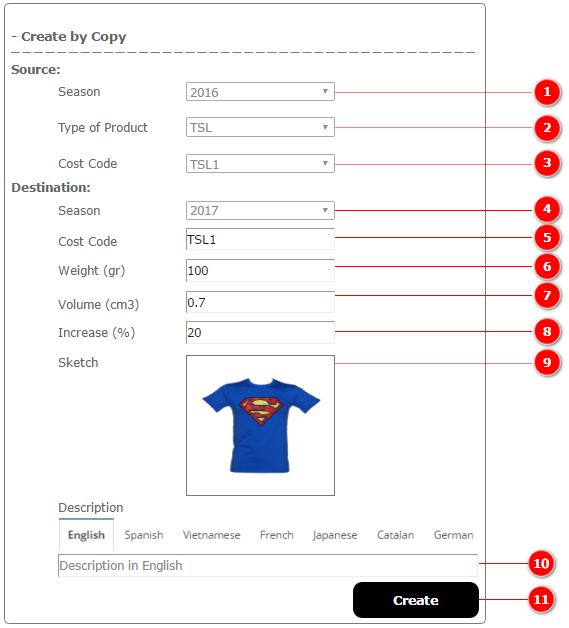 - Create by Copy
Source:
Season 2016 1
Type of Product TSL 2
Cost Code TSL1 3
Destination:
Season 2017 4
Cost Code TSL1 5
Weight (gr) 100 6
Volume (cm3) 0.7 7
Increase (%) 20 8
Sketch 9
Description
English Spanish Vietnamese French Japanese Catalan German
Description in English 10
Create 11